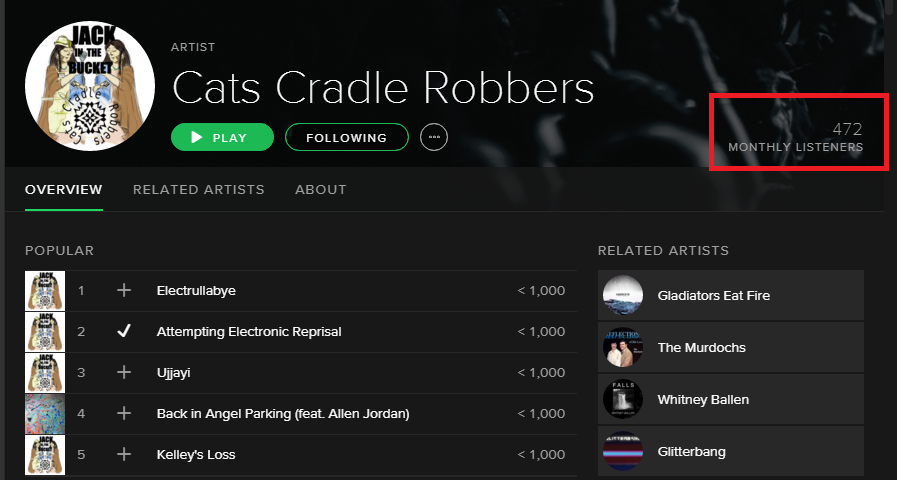 JACK
IN THE
BUCKET
Cats Cradle Robbers
ARTIST
Cats Cradle Robbers
PLAY
FOLLOWING
472
MONTHLY LISTENERS
OVERVIEW
RELATED ARTISTS
ABOUT
POPULAR
1 Electrullabye < 1,000
2 Attempting Electronic Reprisal < 1,000
3 Ujjayi < 1,000
4 Back in Angel Parking (feat. Allen Jordan) < 1,000
5 Kelley's Loss < 1,000
RELATED ARTISTS
Gladiators Eat Fire
The Murdochs
FALLS
Whitney Ballen
Glitterbang